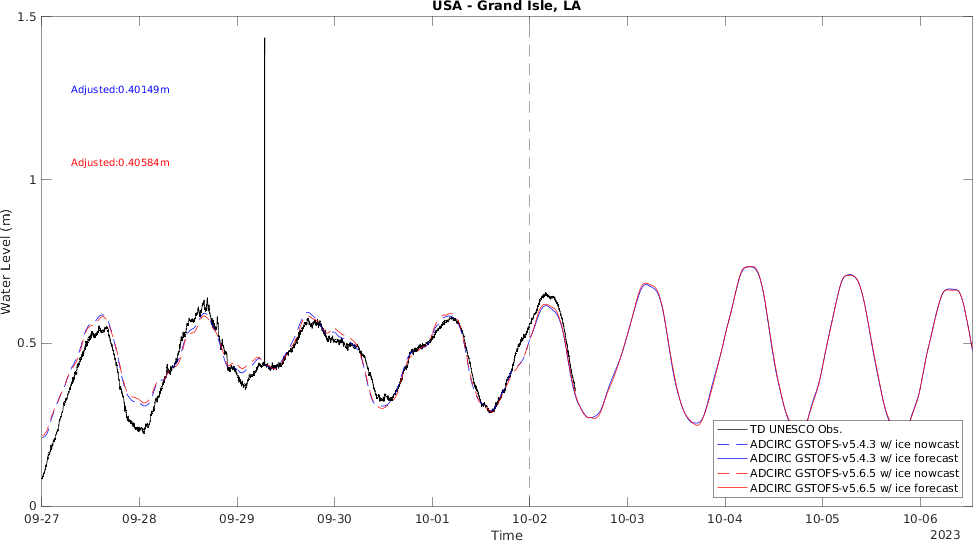 USA - Grand Isle, LA
1.5
Adjusted:0.40149m
Adjusted:0.40584m
1
Water Level (m)
0.5
TD UNESCO Obs.
ADCIRC GSTOFS-v5.4.3 w/ ice nowcast
ADCIRC GSTOFS-v5.4.3 w/ ice forecast
ADCIRC GSTOFS-v5.6.5 w/ ice nowcast
ADCIRC GSTOFS-v5.6.5 w/ ice forecast
0
09-27 09-28 09-29 09-30 10-01 10-02 10-03 10-04 10-05 10-06
Time
2023